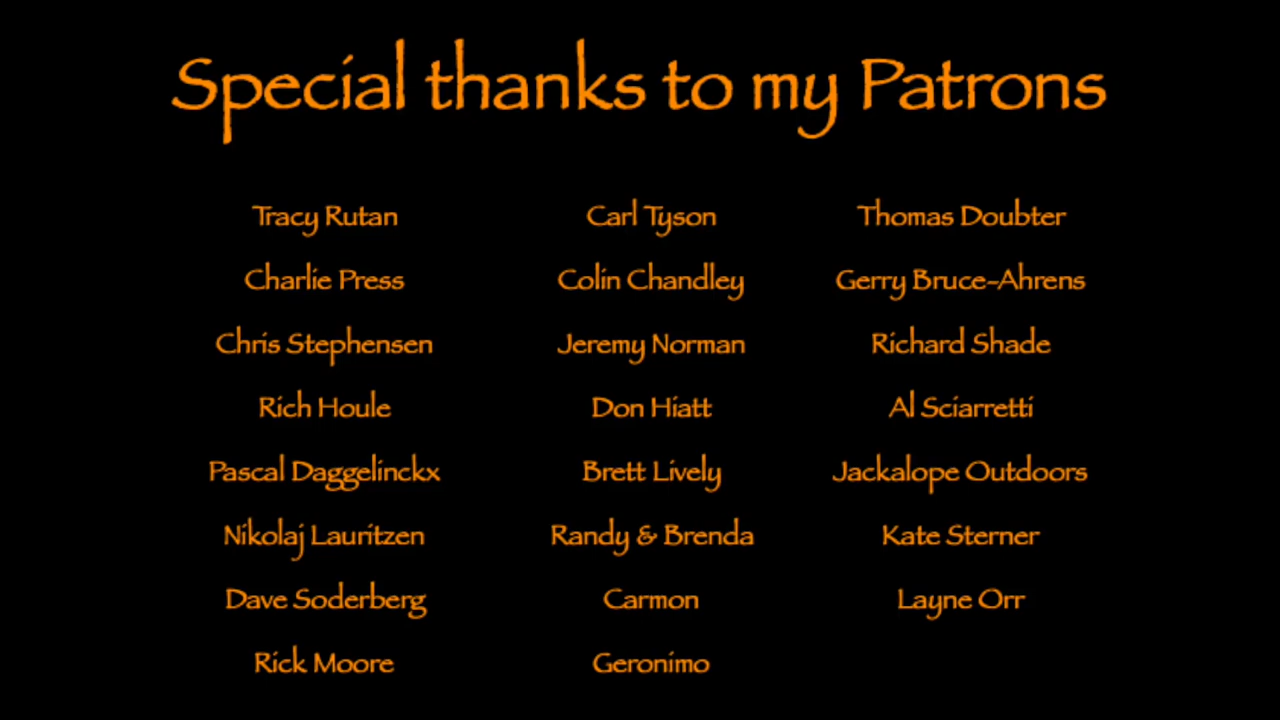 Special thanks to my Patrons
Tracy Rutan
Charlie Press
Chris Stephensen
Rich Houle
Pascal Daggelinckx
Nikolaj Lauritzen
Dave Soderberg
Rick Moore
Carl Tyson
Colin Chandley
Jeremy Norman
Don Hiatt
Brett Lively
Randy & Brenda
Carmon
Geronimo
Thomas Doubter
Gerry Bruce-Ahrens
Richard Shade
Al Sciarretti
Jackalope Outdoors
Kate Sterner
Layne Orr